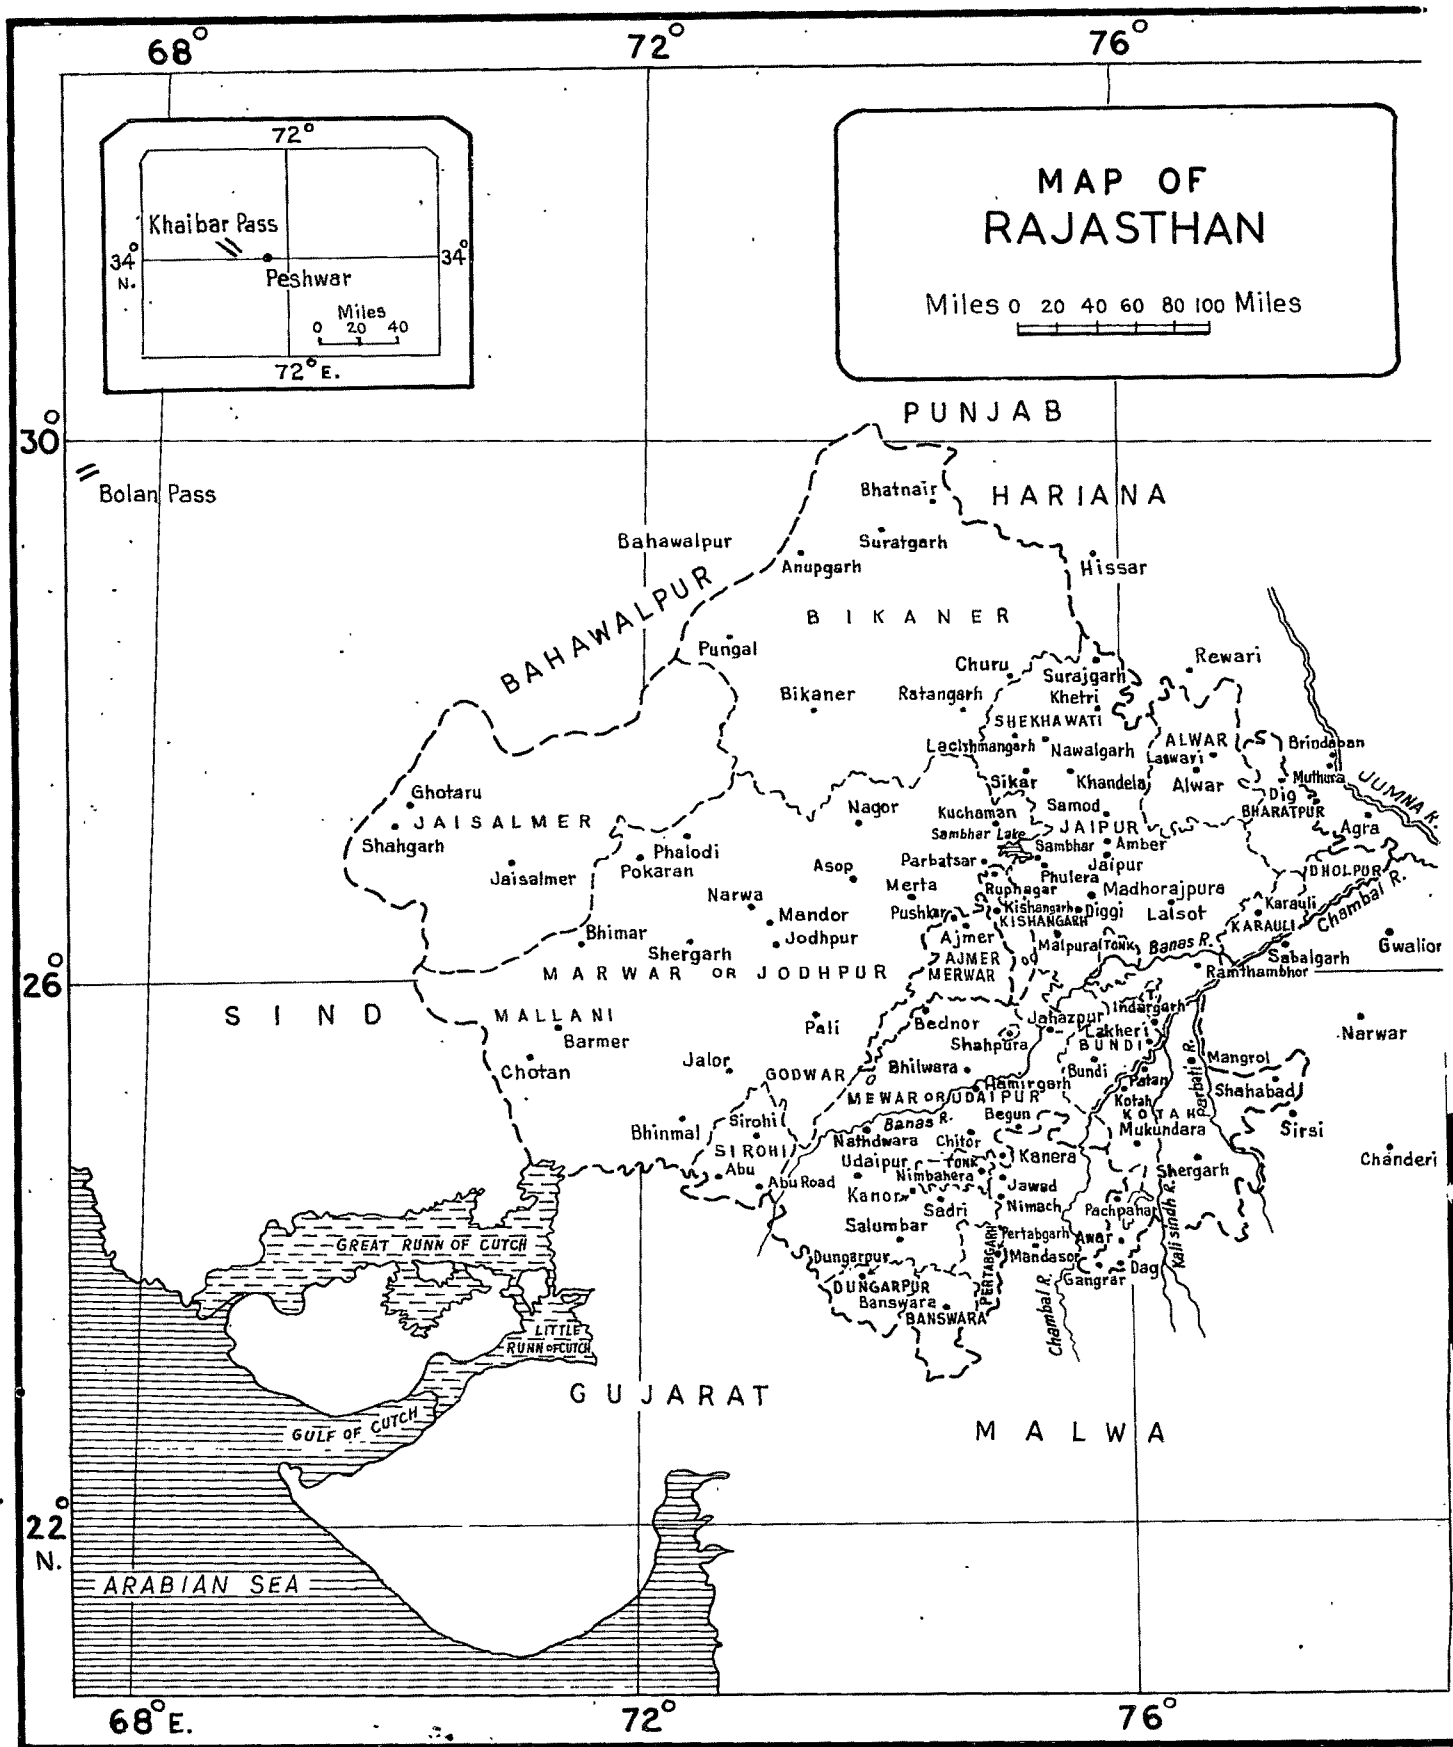 68°
72°
76°
72°
Khaibar Pass
34°
N.
34°
Peshwar
Miles
0 20 40
72° E.
MAP OF
RAJASTHAN
Miles 0 20 40 60 80 100 Miles
PUNJAB
30°
Bolan Pass
Bhatnair
HARIANA
Bahawalpur
Suratgarh
Anupgarh
Hissar
BAHAWALPUR
BIKANER
Pungal
Churu
Surajgarh
Rewari
Bikaner
Ratangarh
Khetri
SHEKHAWATI
Lachhmangarh
Nawalgarh
ALWAR
Laswari
Brindaban
Sikar
Khandela
Alwar
Muthura
JUMNA R.
Ghotaru
Dig
JAISALMER
Nagor
Kuchaman
Samod
BHARATPUR
Shahgarh
Sambhar Lake
JAIPUR
Agra
Phalodi
Sambhar
Amber
Pokaran
Asop
Parbatsar
Jaipur
DHOLPUR
Jaisalmer
Phulera
Merta
Rupnagar
Madhorajpura
Narwa
Karauli
Chambal R.
Mandor
Pushkar
Kishangarh
Diggi
Lalsot
KISHANGARH
KARAULI
Bhimar
Jodhpur
Ajmer
Malpura
TONK
Banas R.
Gwalior
Shergarh
AJMER
Sabalgarh
26°
MARWAR OR JODHPUR
MERWAR
Ramthambhor
SIND
MALLANI
Indargarh
Pali
Bednor
Jahazpur
Barmer
Lakheri
Narwar
Shahpura
BUNDI
Chotan
Jalor
GODWAR
Bhilwara
Bundi
Parbati R.
Mangrol
Hamirgarh
Patan
Shahabad
MEWAR OR UDAIPUR
Kotah
Banas R.
Begun
KOTAH
Bhinmal
Sirohi
Nathdwara
Chitor
Mukundara
Sirsi
SIROHI
Udaipur
TONK
Kanera
Chanderi
Abu
Nimbahera
Shergarh
Abu Road
Kanor
Jawad
Sadri
Nimach
Pachpahar
Salumbar
Pertabgarh
Awar
Kalisindh R.
GREAT RUNN OF CUTCH
Dungarpur
PERTABGARH
Mandasor
Dag
DUNGARPUR
Gangrar
Banswara
BANSWARA
Chambal R.
LITTLE
RUNN OF CUTCH
GUJARAT
GULF OF CUTCH
MALWA
22°
N.
ARABIAN SEA
68° E.
72°
76°